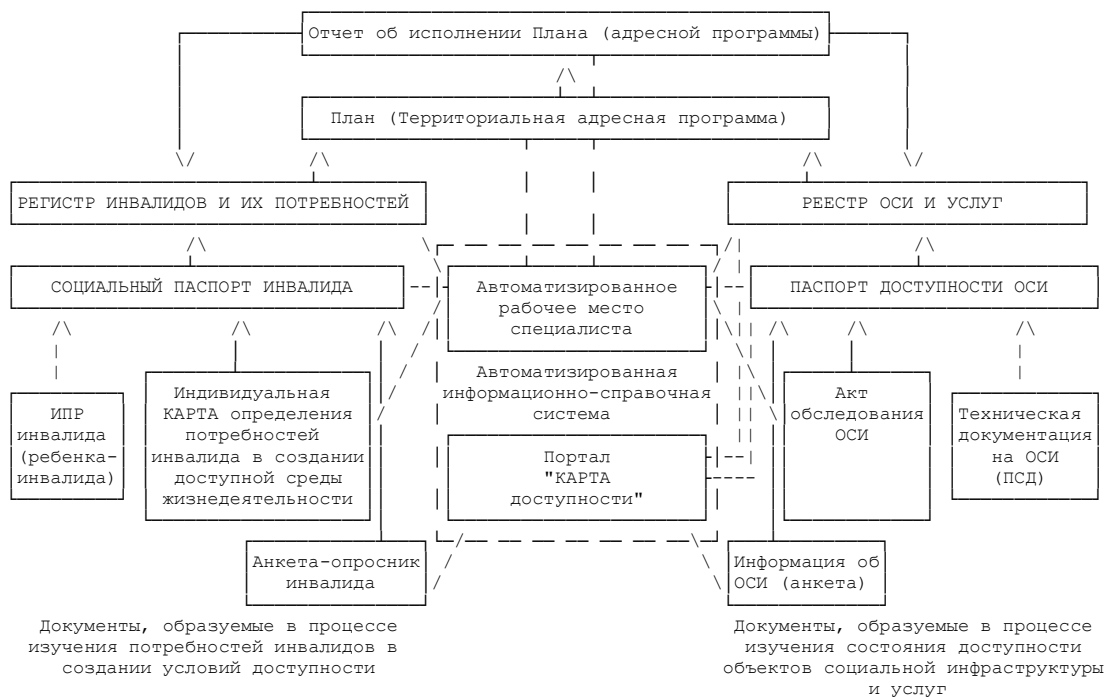 Отчет об исполнении Плана (адресной программы)
План (Территориальная адресная программа)
РЕГИСТР ИНВАЛИДОВ И ИХ ПОТРЕБНОСТЕЙ
РЕЕСТР ОСИ И УСЛУГ
СОЦИАЛЬНЫЙ ПАСПОРТ ИНВАЛИДА
Автоматизированное
рабочее место
специалиста
ПАСПОРТ ДОСТУПНОСТИ ОСИ
ИПР
инвалида
(ребенка-
инвалида)
Индивидуальная
КАРТА определения
потребностей
инвалида в создании
доступной среды
жизнедеятельности
Автоматизированная
информационно-справочная
система
Портал
"КАРТА
доступности"
Акт
обследования
ОСИ
Техническая
документация
на ОСИ
(ПСД)
Анкета-опросник
инвалида
Информация об
ОСИ (анкета)
Документы, образуемые в процессе
изучения потребностей инвалидов в
создании условий доступности
Документы, образуемые в процессе
изучения состояния доступности
объектов социальной инфраструктуры
и услуг